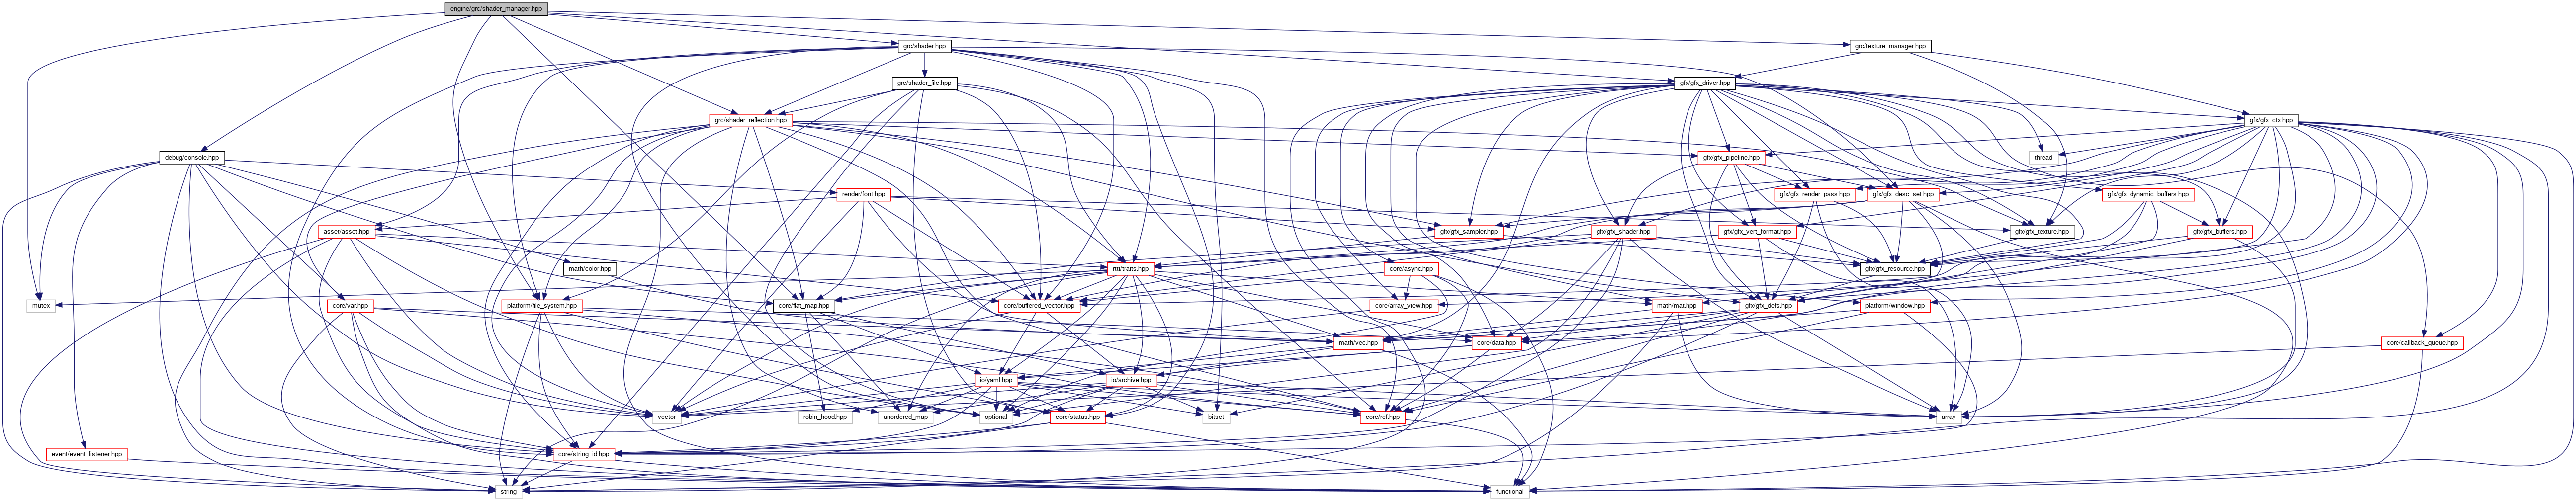 engine/grc/shader_manager.hpp
grc/shader.hpp
grc/texture_manager.hpp
grc/shader_file.hpp
gfx/gfx_driver.hpp
grc/shader_reflection.hpp
gfx/gfx_ctx.hpp
debug/console.hpp
gfx/gfx_pipeline.hpp
thread
render/font.hpp
gfx/gfx_render_pass.hpp
gfx/gfx_desc_set.hpp
gfx/gfx_dynamic_buffers.hpp
asset/asset.hpp
gfx/gfx_sampler.hpp
gfx/gfx_shader.hpp
gfx/gfx_vert_format.hpp
gfx/gfx_texture.hpp
gfx/gfx_buffers.hpp
math/color.hpp
rtti/traits.hpp
core/async.hpp
gfx/gfx_resource.hpp
mutex
core/var.hpp
platform/file_system.hpp
core/flat_map.hpp
core/buffered_vector.hpp
core/array_view.hpp
math/mat.hpp
gfx/gfx_defs.hpp
platform/window.hpp
math/vec.hpp
core/data.hpp
core/callback_queue.hpp
io/yaml.hpp
io/archive.hpp
vector
robin_hood.hpp
unordered_map
optional
core/status.hpp
bitset
core/ref.hpp
array
event/event_listener.hpp
core/string_id.hpp
string
functional